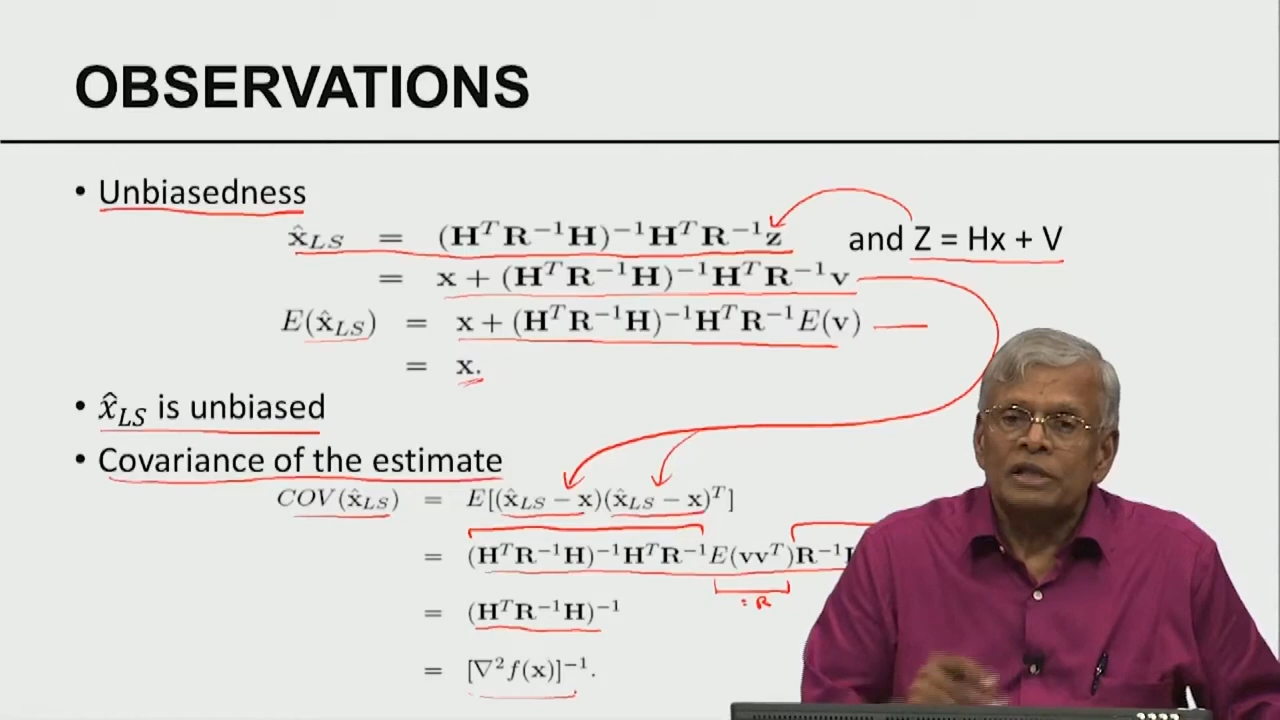 OBSERVATIONS
• Unbiasedness
x̂_LS = (H^T R^−1 H)^−1 H^T R^−1 z and Z = Hx + V
= x + (H^T R^−1 H)^−1 H^T R^−1 v
E(x̂_LS) = x + (H^T R^−1 H)^−1 H^T R^−1 E(v)
= x.
• x̂_LS is unbiased
• Covariance of the estimate
COV(x̂_LS) = E[(x̂_LS − x)(x̂_LS − x)^T]
= (H^T R^−1 H)^−1 H^T R^−1 E(vv^T) R^−1
= R
= (H^T R^−1 H)^−1
= [∇²f(x)]^−1.